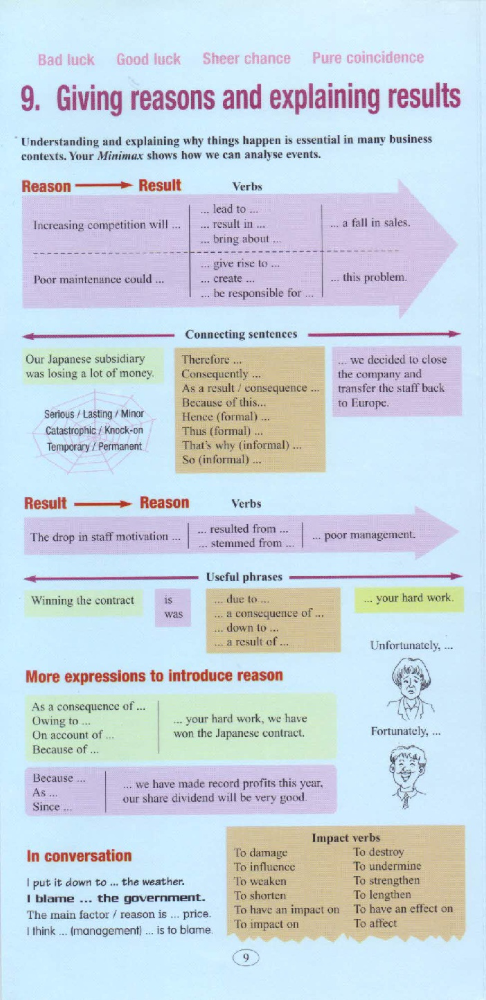 Bad luck Good luck Sheer chance Pure coincidence
9. Giving reasons and explaining results
Understanding and explaining why things happen is essential in many business
contexts. Your Minimax shows how we can analyse events.
Reason Result Verbs
Increasing competition will ...
... lead to ...
... result in ...
... bring about ...
... a fall in sales.
Poor maintenance could ...
... give rise to ...
... create ...
... be responsible for ...
... this problem.
Connecting sentences
Our Japanese subsidiary
was losing a lot of money.
Serious / Lasting / Minor
Catastrophic / Knock-on
Temporary / Permanent
Therefore ...
Consequently ...
As a result / consequence ...
Because of this...
Hence (formal) ...
Thus (formal) ...
That's why (informal) ...
So (informal) ...
... we decided to close
the company and
transfer the staff back
to Europe.
Result Reason Verbs
The drop in staff motivation ...
... resulted from ...
... stemmed from ...
... poor management.
Useful phrases
Winning the contract
is
was
... due to ...
... a consequence of ...
... down to ...
... a result of ...
... your hard work.
Unfortunately, ...
Fortunately, ...
More expressions to introduce reason
As a consequence of ...
Owing to ...
On account of ...
Because of ...
... your hard work, we have
won the Japanese contract.
Because ...
As ...
Since ...
... we have made record profits this year,
our share dividend will be very good.
In conversation
I put it down to ... the weather.
I blame ... the government.
The main factor / reason is ... price.
I think ... (management) ... is to blame.
Impact verbs
To damage To destroy
To influence To undermine
To weaken To strengthen
To shorten To lengthen
To have an impact on To have an effect on
To impact on To affect
9